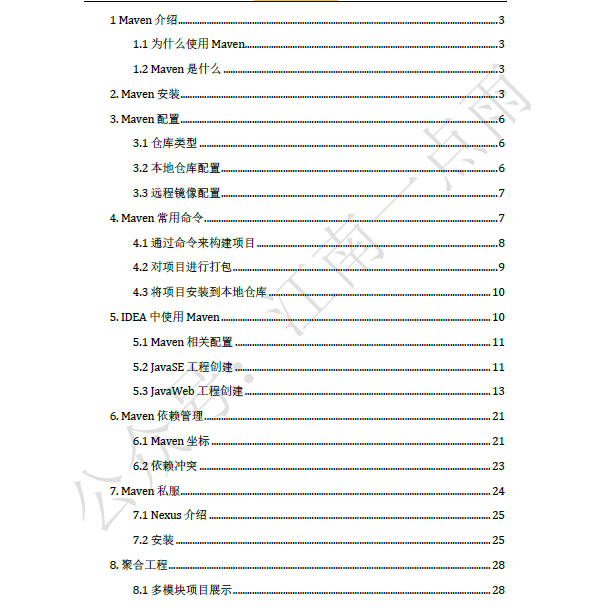 1 Maven 介绍........................3
1.1 为什么使用 Maven........................3
1.2 Maven 是什么........................3
2. Maven 安装........................3
3. Maven 配置........................6
3.1 仓库类型........................6
3.2 本地仓库配置........................6
3.3 远程镜像配置........................7
4. Maven 常用命令........................7
4.1 通过命令来构建项目........................8
4.2 对项目进行打包........................9
4.3 将项目安装到本地仓库........................10
5. IDEA 中使用 Maven........................10
5.1 Maven 相关配置........................11
5.2 JavaSE 工程创建........................11
5.3 JavaWeb 工程创建........................13
6. Maven 依赖管理........................21
6.1 Maven 坐标........................21
6.2 依赖冲突........................23
7. Maven 私服........................24
7.1 Nexus 介绍........................25
7.2 安装........................25
8. 聚合工程........................28
8.1 多模块项目展示........................28
公众号：江南一点雨